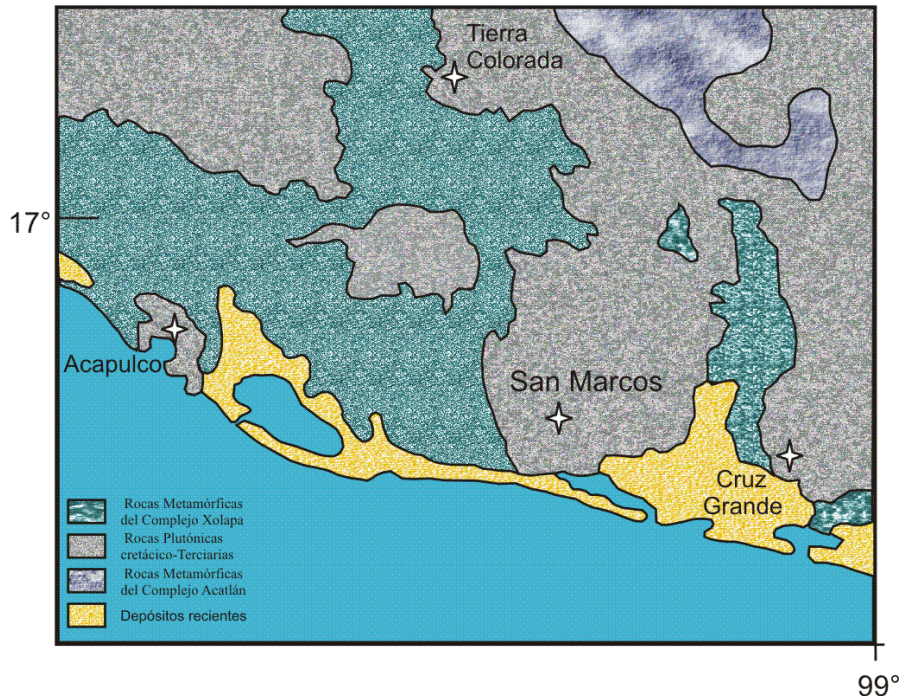 Tierra
Colorada
17°
Acapulco
San Marcos
Cruz
Grande
Rocas Metamórficas
del Complejo Xolapa
Rocas Plutónicas
cretácico-Terciarias
Rocas Metamórficas
del Complejo Acatlán
Depósitos recientes
99°